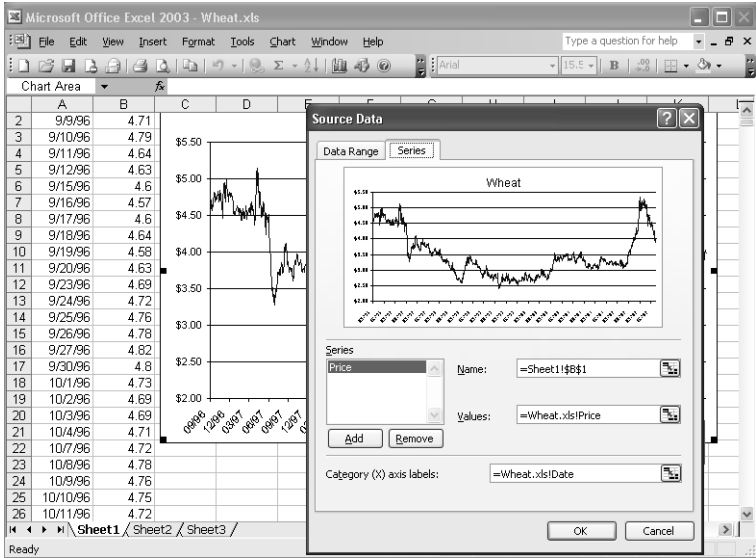 Microsoft Office Excel 2003 - Wheat.xls
File Edit View Insert Format Tools Chart Window Help Type a question for help
Arial 15.5 B
Chart Area fx
A B C D
2 9/9/96 4.71
3 9/10/96 4.79
4 9/11/96 4.64
5 9/12/96 4.63
6 9/15/96 4.6
7 9/16/96 4.57
8 9/17/96 4.6
9 9/18/96 4.64
10 9/19/96 4.58
11 9/20/96 4.63
12 9/23/96 4.69
13 9/24/96 4.72
14 9/25/96 4.76
15 9/26/96 4.78
16 9/27/96 4.82
17 9/30/96 4.8
18 10/1/96 4.73
19 10/2/96 4.69
20 10/3/96 4.69
21 10/4/96 4.71
22 10/7/96 4.72
23 10/8/96 4.78
24 10/9/96 4.76
25 10/10/96 4.75
26 10/11/96 4.72
$5.50
$5.00
$4.50
$4.00
$3.50
$3.00
$2.50
$2.00
09/96 12/96 03/97 06/97 09/97 12/97
Source Data
Data Range Series
Wheat
Series
Price
Name: =Sheet1!$B$1
Values: =Wheat.xls!Price
Add Remove
Category (X) axis labels: =Wheat.xls!Date
OK Cancel
Sheet1 Sheet2 Sheet3
Ready